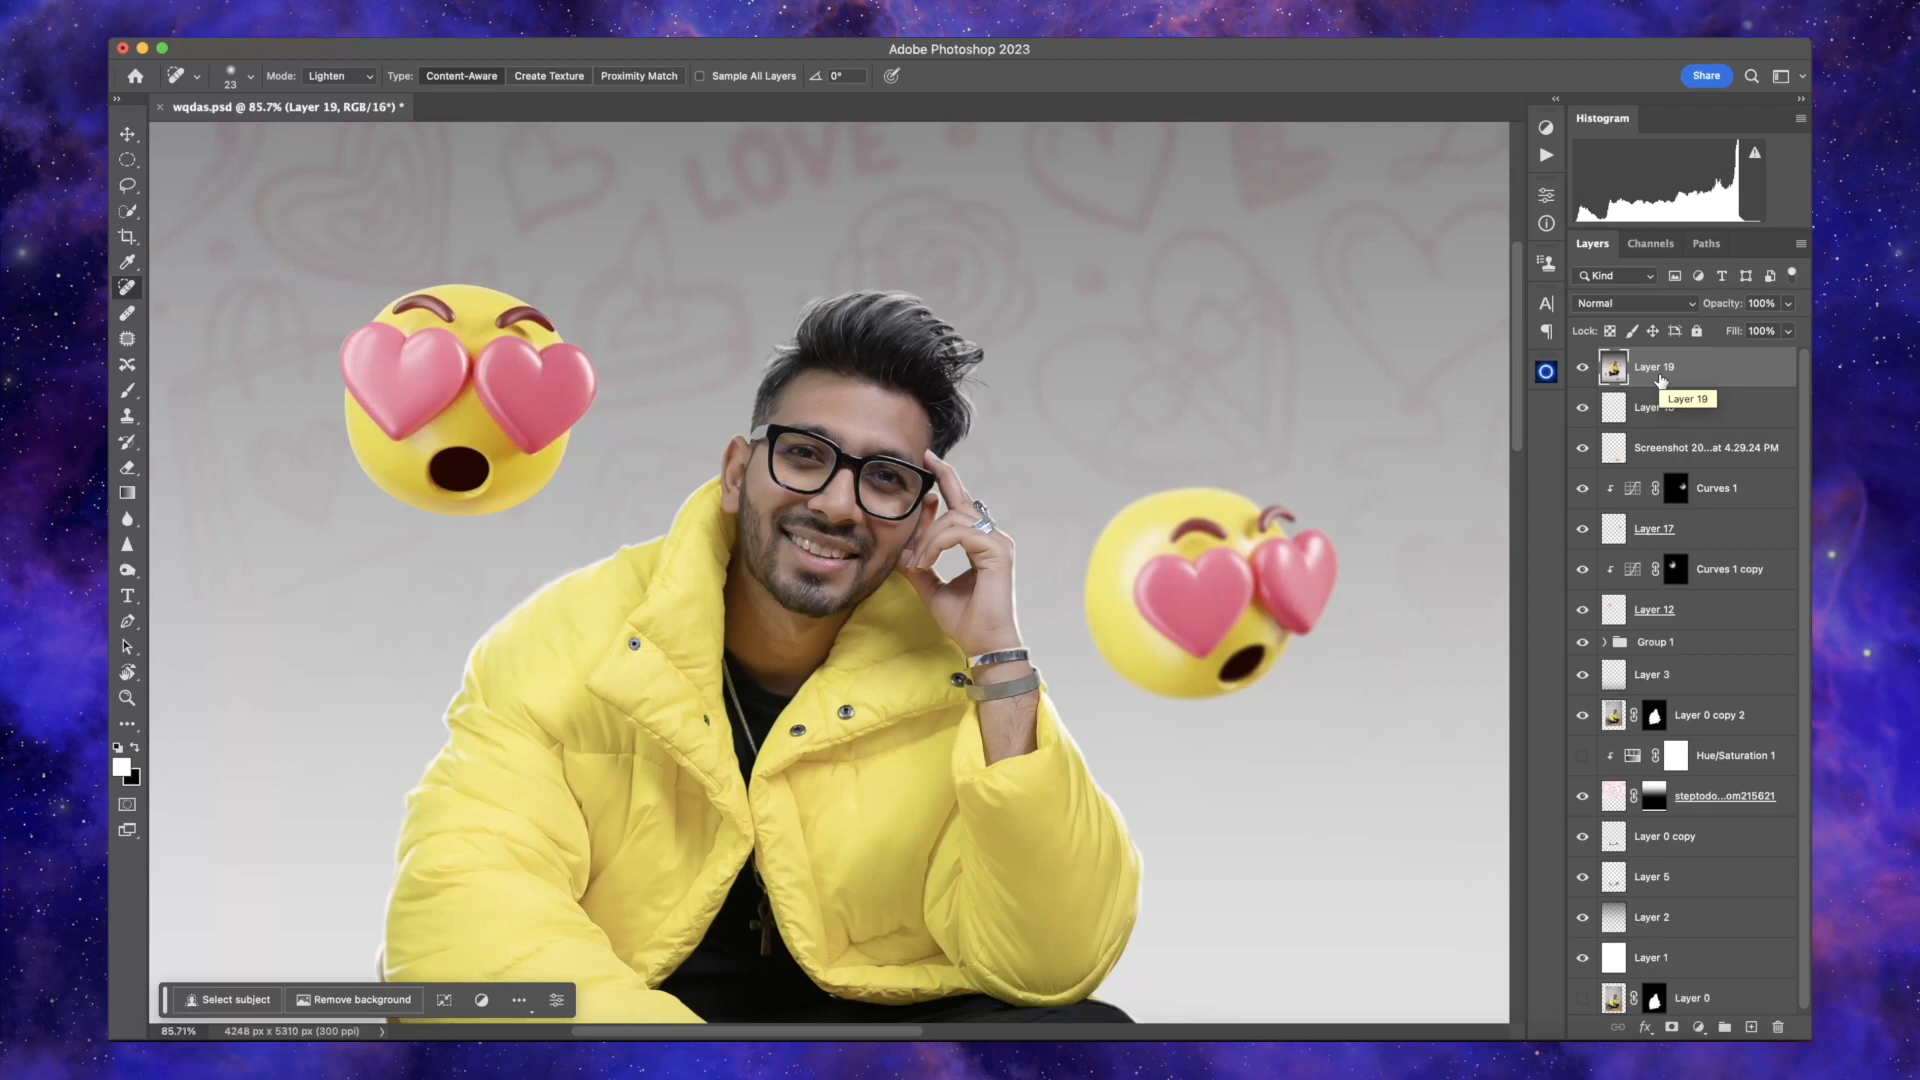 Adobe Photoshop 2023
23
Mode: Lighten
Type: Content-Aware Create Texture Proximity Match
Sample All Layers
0°
Share
wqdas.psd @ 85.7% (Layer 19, RGB/16*) *
Histogram
LOVE
Layers Channels Paths
Kind
Normal Opacity: 100%
Lock: Fill: 100%
Layer 19
Layer 19
Screenshot 20...at 4.29.24 PM
Curves 1
Layer 17
Curves 1 copy
Layer 12
Group 1
Layer 3
Layer 0 copy 2
Hue/Saturation 1
steptodo...om215621
Layer 0 copy
Layer 5
Layer 2
Layer 1
Layer 0
Select subject Remove background
85.71% 4248 px x 5310 px (300 ppi)